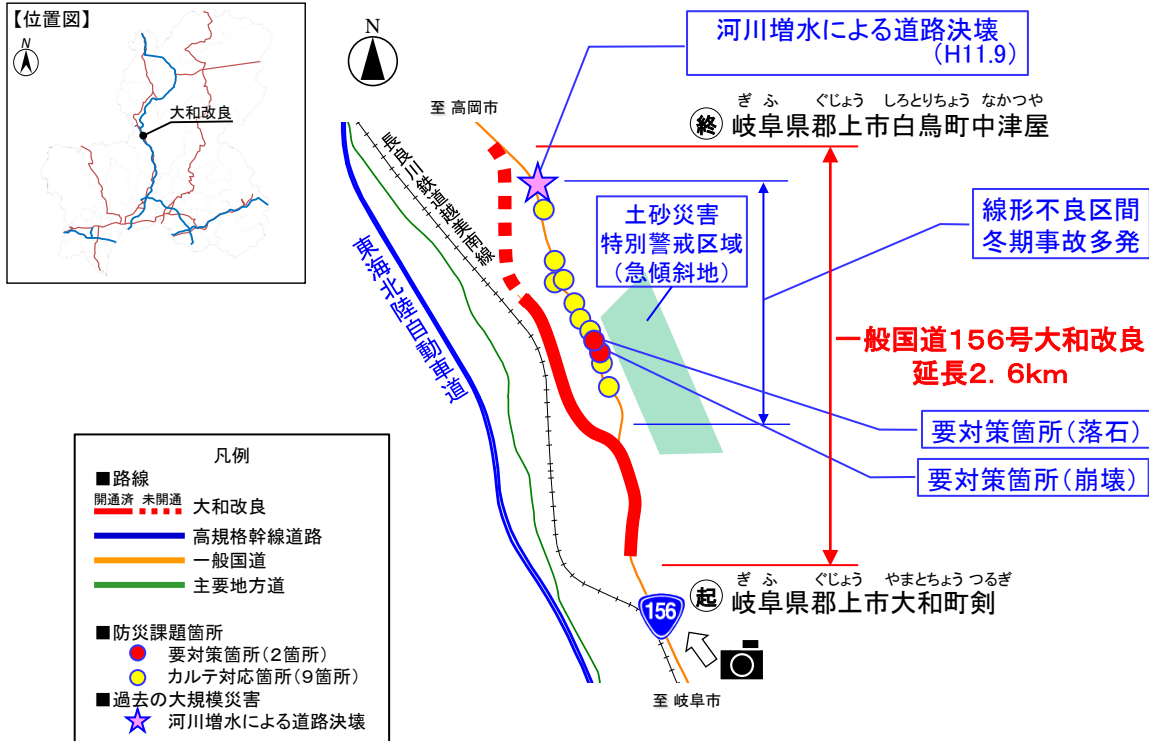 【位置図】
N
大和改良
N
河川増水による道路決壊
(H11.9)
至 高岡市
ぎふ ぐじょう しろとりちょう なかつや
終 岐阜県郡上市白鳥町中津屋
長良川鉄道越美南線
東海北陸自動車道
土砂災害
特別警戒区域
(急傾斜地)
線形不良区間
冬期事故多発
一般国道156号大和改良
延長2.6km
要対策箇所(落石)
要対策箇所(崩壊)
ぎふ ぐじょう やまとちょう つるぎ
起 岐阜県郡上市大和町剣
156
至 岐阜市
凡例
■路線
開通済 未開通
大和改良
高規格幹線道路
一般国道
主要地方道
■防災課題箇所
要対策箇所(2箇所)
カルテ対応箇所(9箇所)
■過去の大規模災害
河川増水による道路決壊